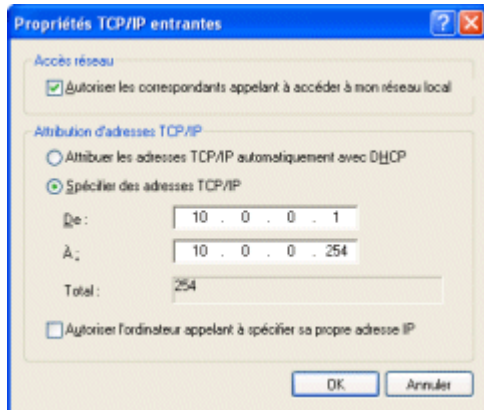 Propriétés TCP/IP entrantes
Accès réseau
Autoriser les correspondants appelant à accéder à mon réseau local
Attribution d'adresses TCP/IP
Attribuer les adresses TCP/IP automatiquement avec DHCP
Spécifier des adresses TCP/IP
De : 10 . 0 . 0 . 1
À : 10 . 0 . 0 . 254
Total : 254
Autoriser l'ordinateur appelant à spécifier sa propre adresse IP
OK Annuler